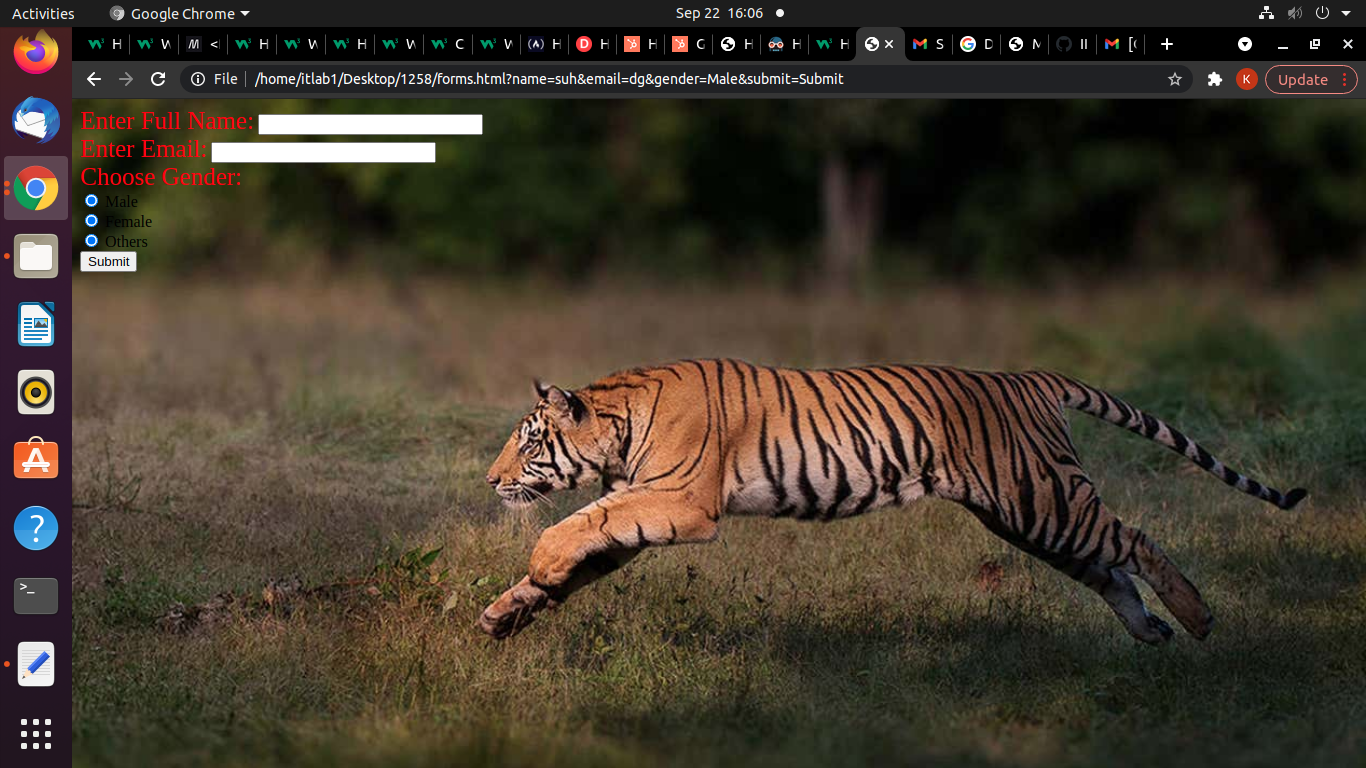 Activities Google Chrome Sep 22 16:06
H W <l H W H W C W H H H C H H H S D M II [C
File /home/itlab1/Desktop/1258/forms.html?name=suh&email=dg&gender=Male&submit=Submit K Update
Enter Full Name:
Enter Email:
Choose Gender:
Male
Female
Others
Submit